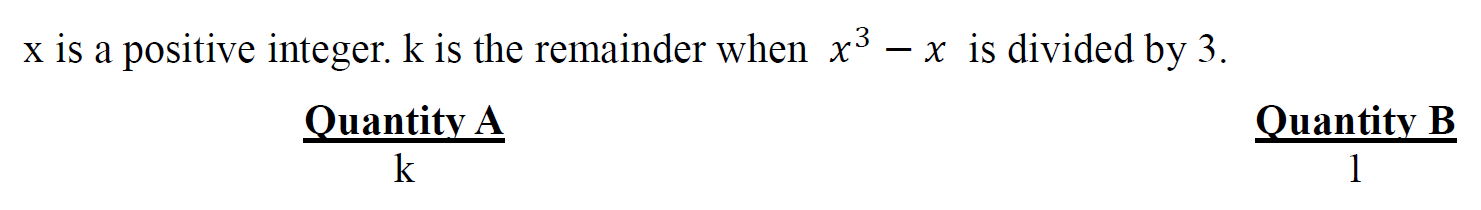 x is a positive integer. k is the remainder when x³ − x is divided by 3.
Quantity A Quantity B
k 1